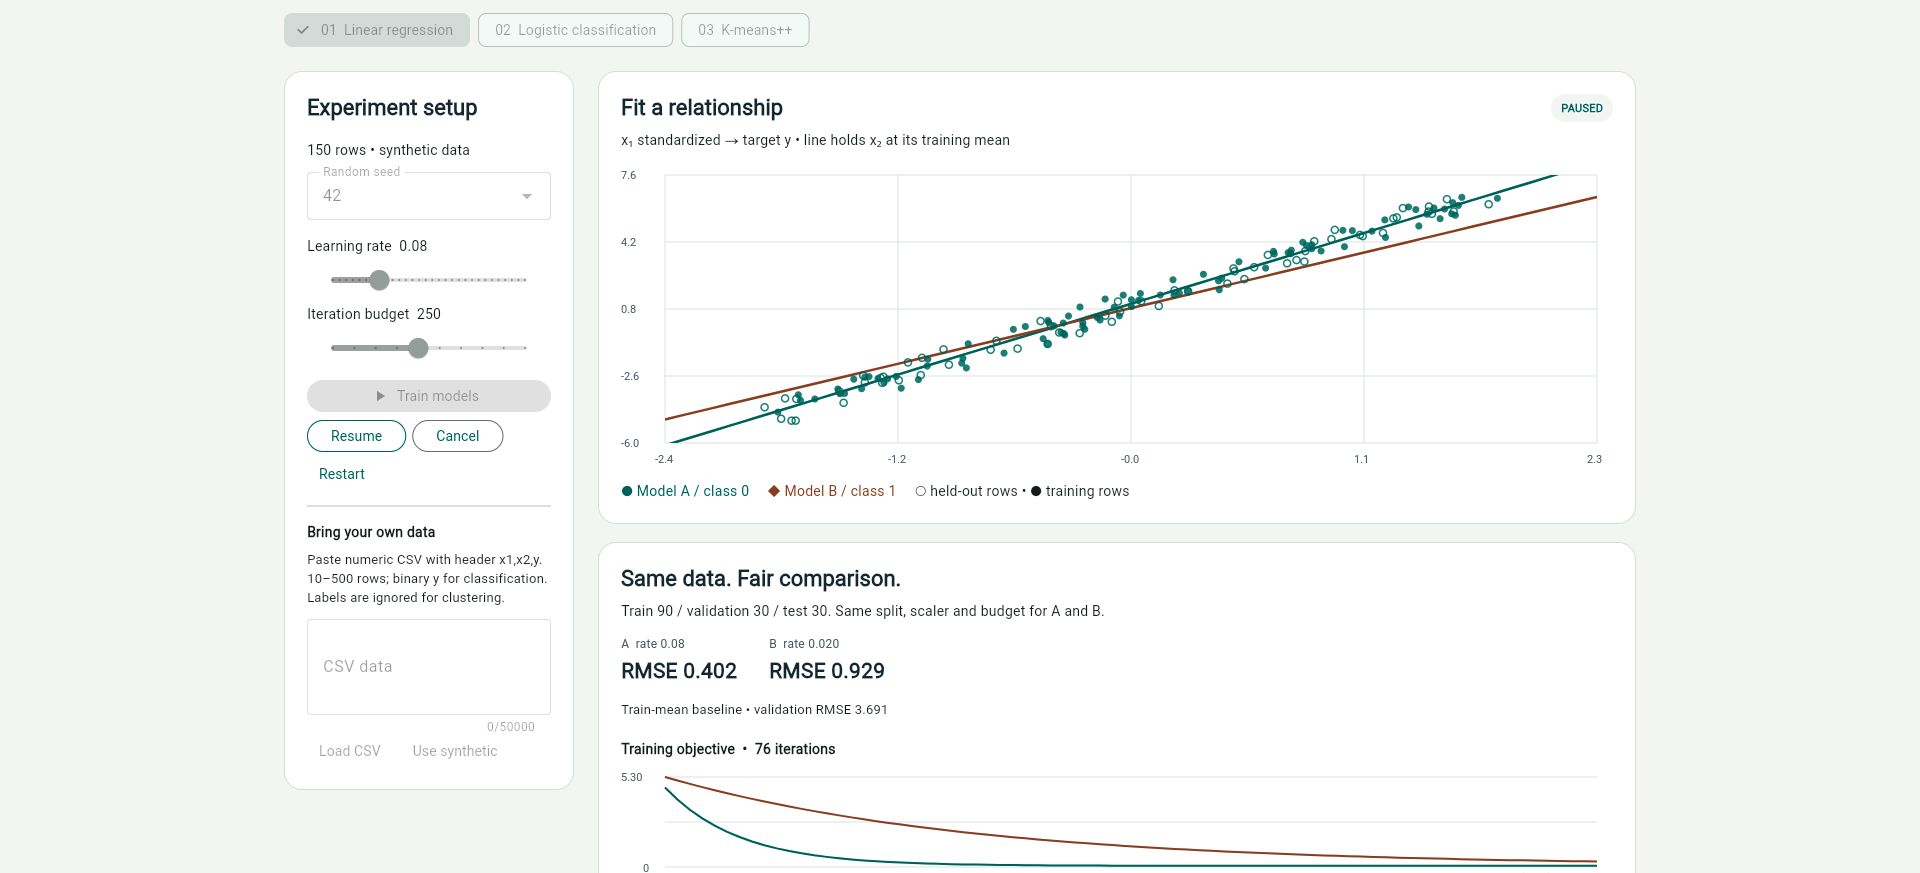 01 Linear regression
02 Logistic classification
03 K-means++
Experiment setup
150 rows • synthetic data
Random seed
42
Learning rate 0.08
Iteration budget 250
Train models
Resume
Cancel
Restart
Bring your own data
Paste numeric CSV with header x1,x2,y.
10–500 rows; binary y for classification.
Labels are ignored for clustering.
CSV data
0/50000
Load CSV
Use synthetic
Fit a relationship
PAUSED
x₁ standardized → target y • line holds x₂ at its training mean
7.6
4.2
0.8
-2.6
-6.0
-2.4
-1.2
-0.0
1.1
2.3
Model A / class 0
Model B / class 1
held-out rows •
training rows
Same data. Fair comparison.
Train 90 / validation 30 / test 30. Same split, scaler and budget for A and B.
A rate 0.08
B rate 0.020
RMSE 0.402
RMSE 0.929
Train-mean baseline • validation RMSE 3.691
Training objective • 76 iterations
5.30
0